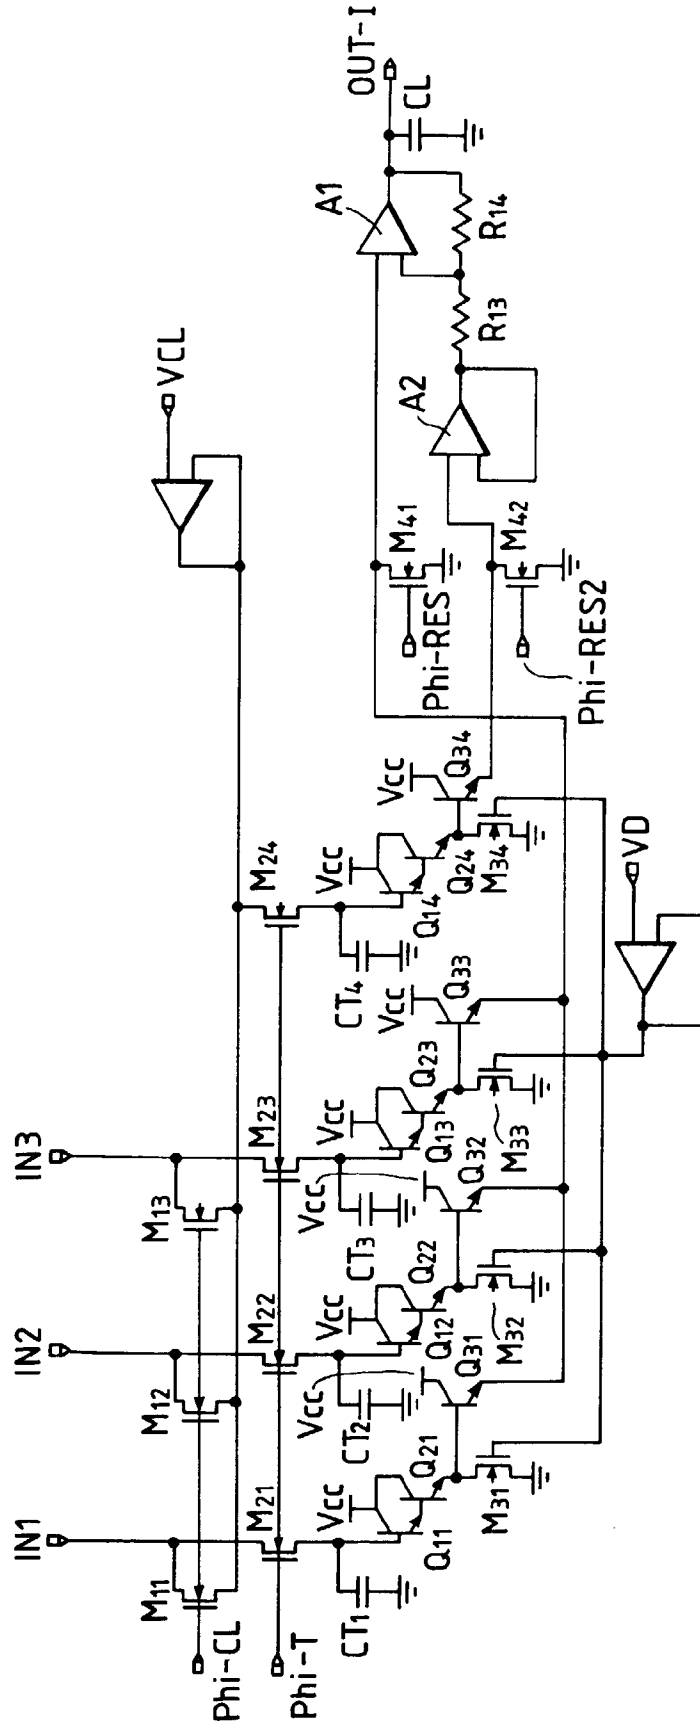 IN1
IN2
IN3
VCL
M11
M12
M13
Phi-CL
M21
M22
M23
M24
Phi-T
CT1
Vcc
Q11
Q21
M31
Vcc
Q31
CT2
Vcc
Q12
Q22
M32
Vcc
Q32
CT3
Vcc
Q13
Q23
M33
Vcc
Q33
CT4
Vcc
Q14
Q24
M34
Vcc
Q34
VD
Phi-RES
M41
Phi-RES2
M42
A2
R13
A1
R14
CL
OUT-I